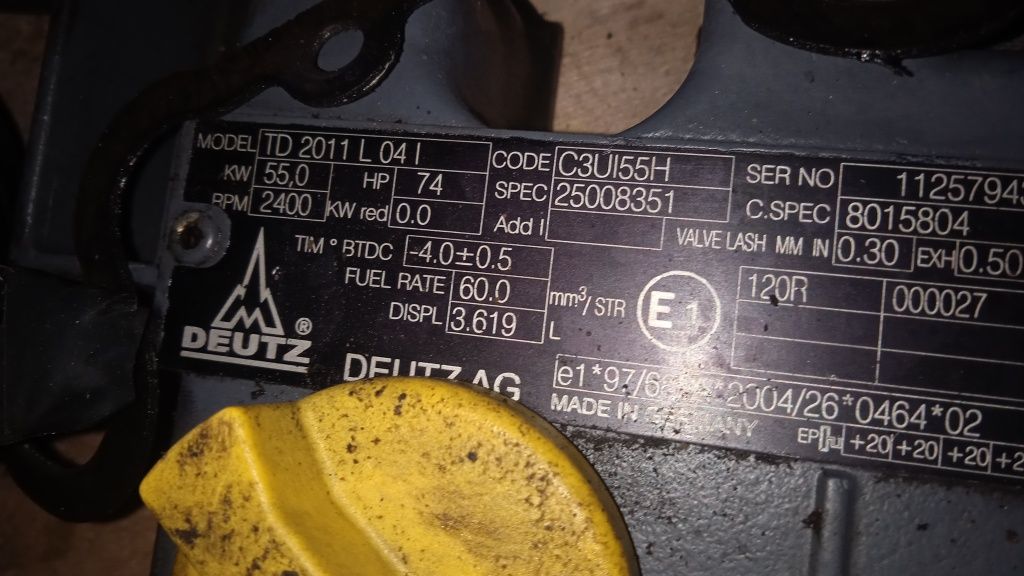 MODEL TD 2011 L 04 I CODE C3UI55H SER NO
KW 55,0 HP 74 SPEC 25008351 C.SPEC 8015804
RPM 2400 KW red 0.0 Add I VALVE LASH MM IN 0.30 EXH 0.50
TIM ° BTDC -4.0±0.5
FUEL RATE 60.0 mm³/STR E 1 120R 000027
DISPL 3.619 L
DEUTZ ®
DEUTZ AG
MADE IN GERMANY EP +20 +20 +20